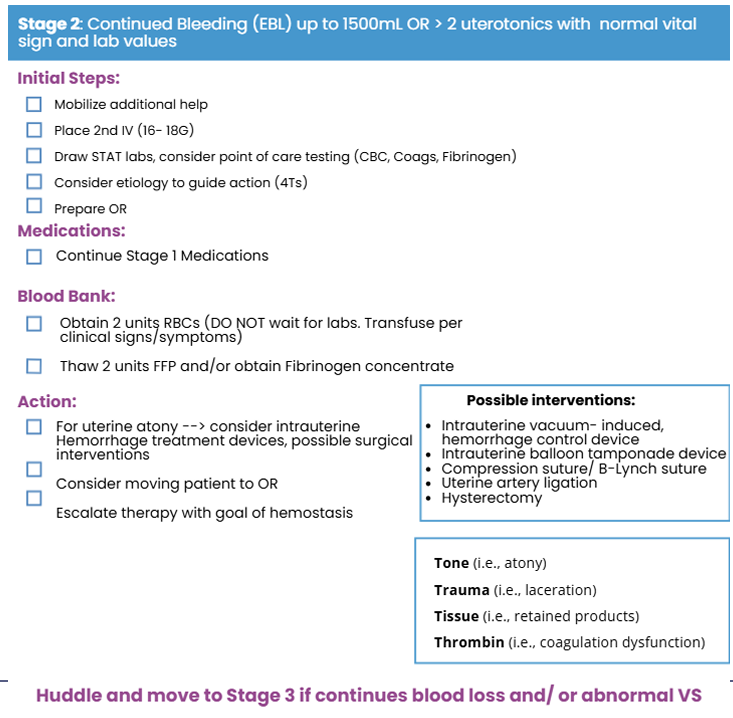 Stage 2: Continued Bleeding (EBL) up to 1500mL OR > 2 uterotonics with normal vital
sign and lab values
Initial Steps:
Mobilize additional help
Place 2nd IV (16- 18G)
Draw STAT labs, consider point of care testing (CBC, Coags, Fibrinogen)
Consider etiology to guide action (4Ts)
Prepare OR
Medications:
Continue Stage 1 Medications
Blood Bank:
Obtain 2 units RBCs (DO NOT wait for labs. Transfuse per
clinical signs/symptoms)
Thaw 2 units FFP and/or obtain Fibrinogen concentrate
Action:
For uterine atony --> consider intrauterine
Hemorrhage treatment devices, possible surgical
interventions
Consider moving patient to OR
Escalate therapy with goal of hemostasis
Possible interventions:
• Intrauterine vacuum- induced,
hemorrhage control device
• Intrauterine balloon tamponade device
• Compression suture/ B-Lynch suture
• Uterine artery ligation
• Hysterectomy
Tone (i.e., atony)
Trauma (i.e., laceration)
Tissue (i.e., retained products)
Thrombin (i.e., coagulation dysfunction)
Huddle and move to Stage 3 if continues blood loss and/ or abnormal VS